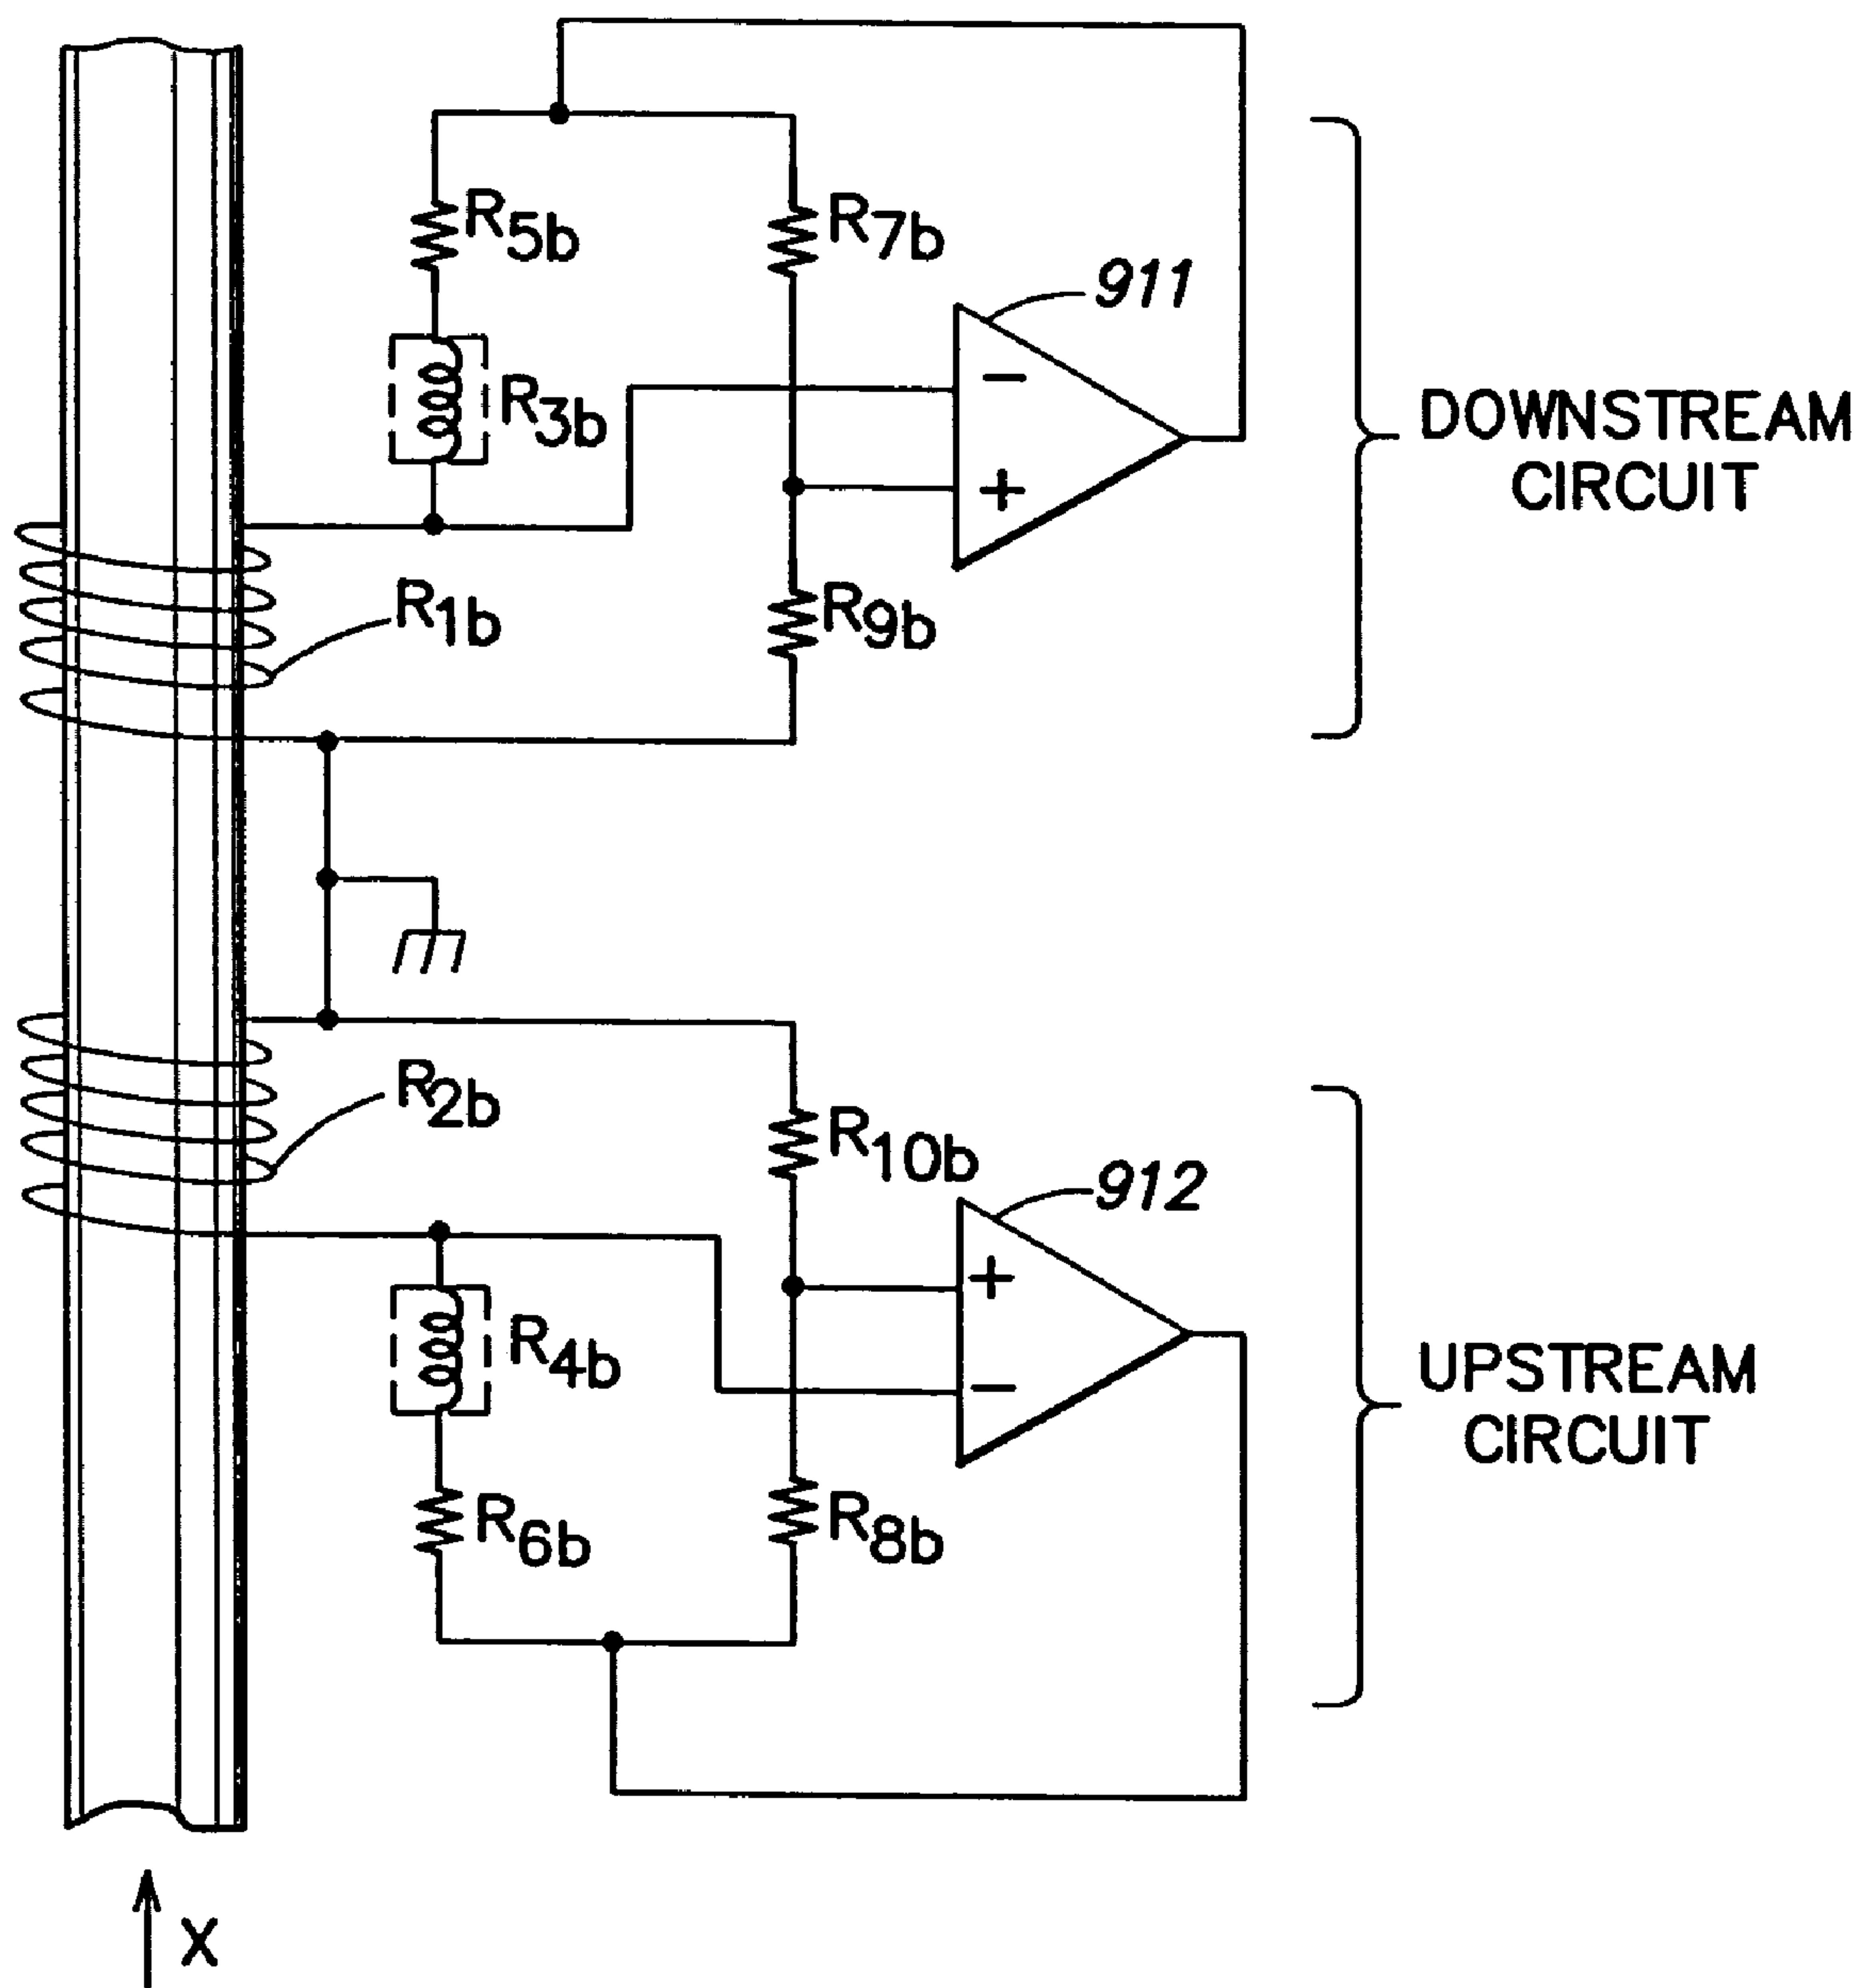 R5b
R7b
911
R3b
DOWNSTREAM
CIRCUIT
R1b
R9b
R2b
R10b
912
R4b
UPSTREAM
CIRCUIT
R6b
R8b
X